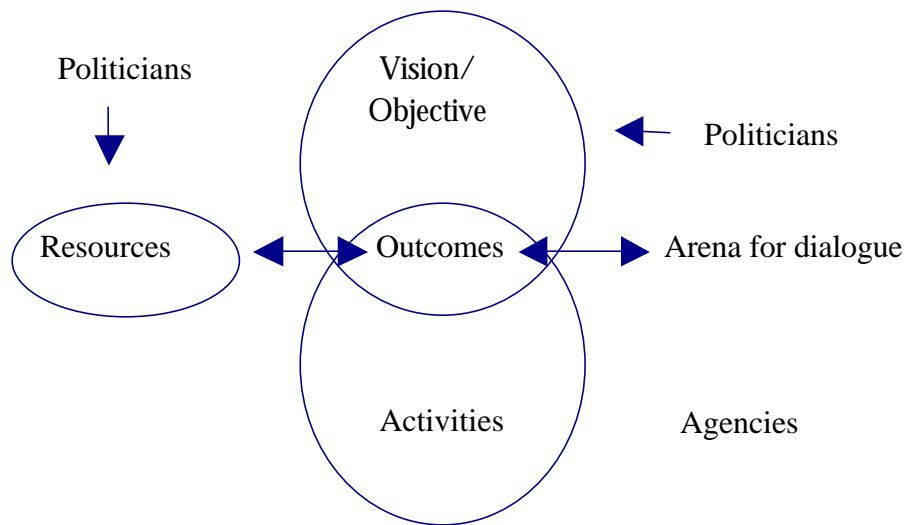 Politicians
Vision/
Objective
Politicians
Resources
Outcomes
Arena for dialogue
Activities
Agencies